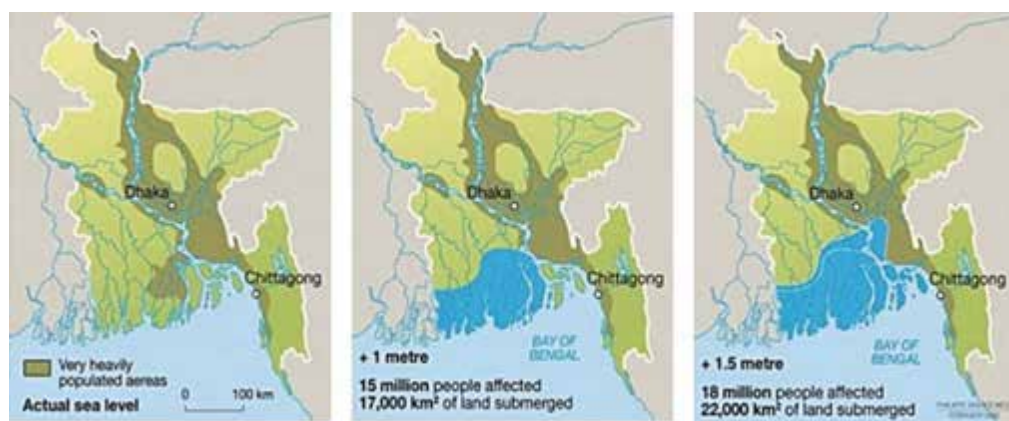 Dhaka
Chittagong
Very heavily
populated aereas
0 100 km
Actual sea level
Dhaka
Chittagong
BAY OF
BENGAL
+ 1 metre
15 million people affected
17,000 km² of land submerged
Dhaka
Chittagong
BAY OF
BENGAL
+ 1.5 metre
18 million people affected
22,000 km² of land submerged